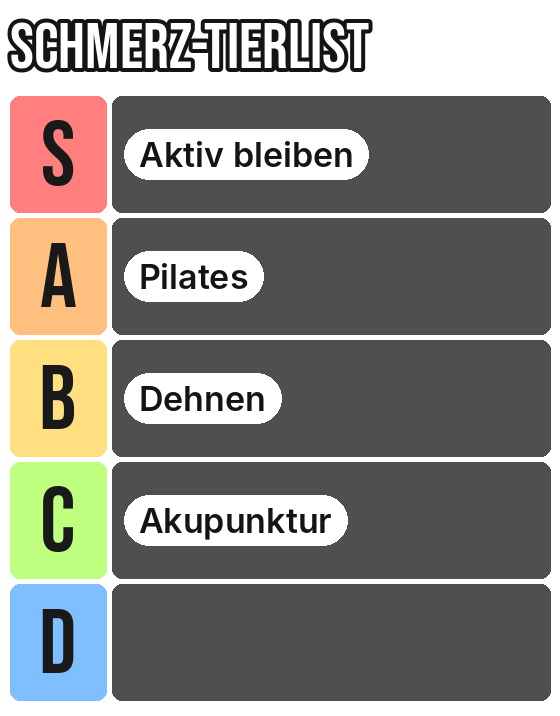 SCHMERZ-TIERLIST
S
Aktiv bleiben
A
Pilates
B
Dehnen
C
Akupunktur
D